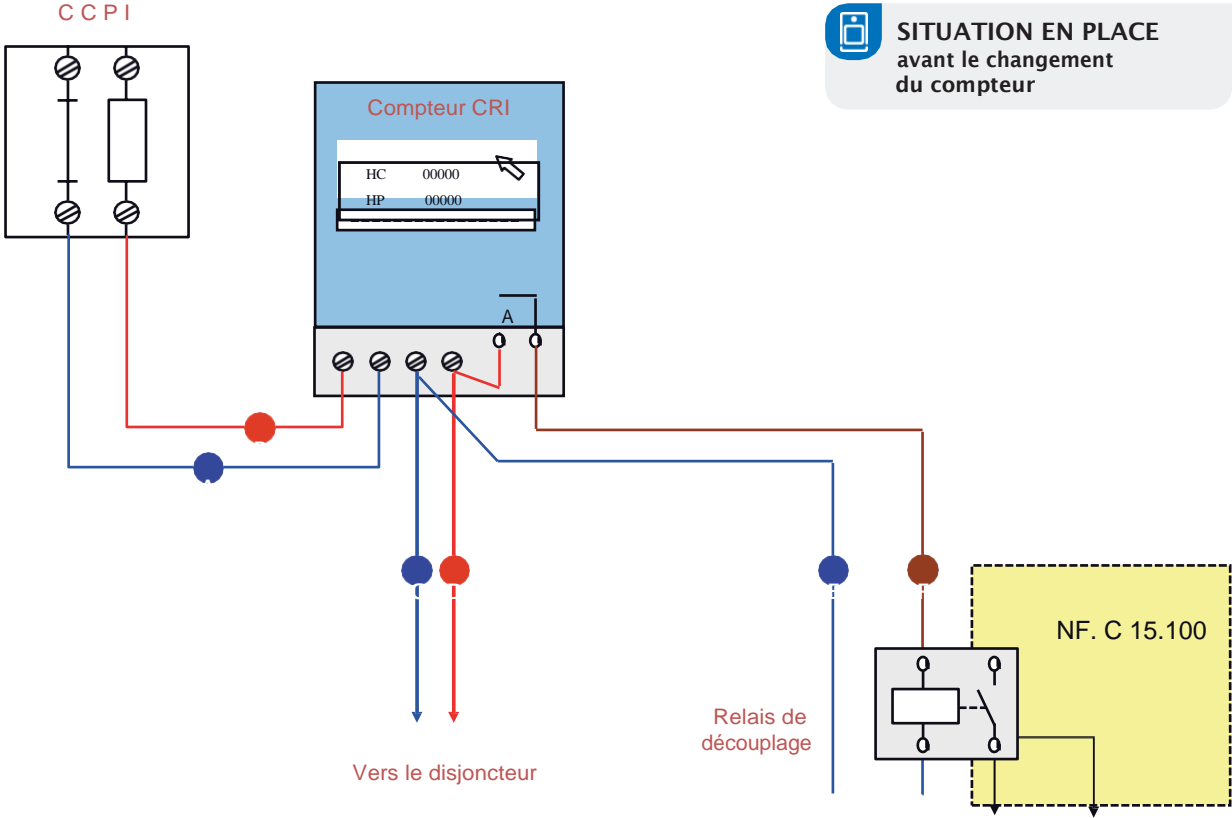 C C P I
SITUATION EN PLACE
avant le changement
du compteur
Compteur CRI
HC 00000
HP 00000
A
NF. C 15.100
Relais de
découplage
Vers le disjoncteur